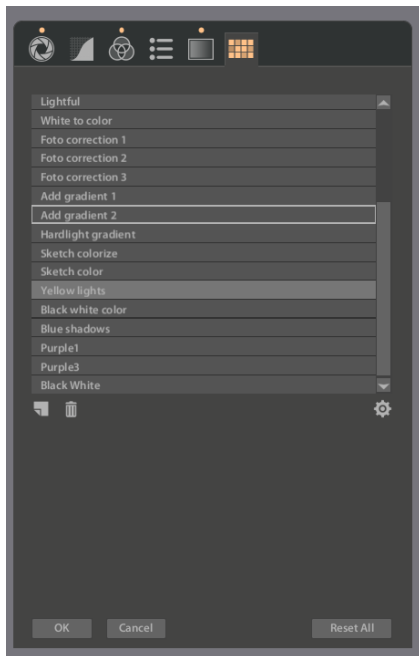 Lightful
White to color
Foto correction 1
Foto correction 2
Foto correction 3
Add gradient 1
Add gradient 2
Hardlight gradient
Sketch colorize
Sketch color
Yellow lights
Black white color
Blue shadows
Purple1
Purple3
Black White
OK Cancel Reset All